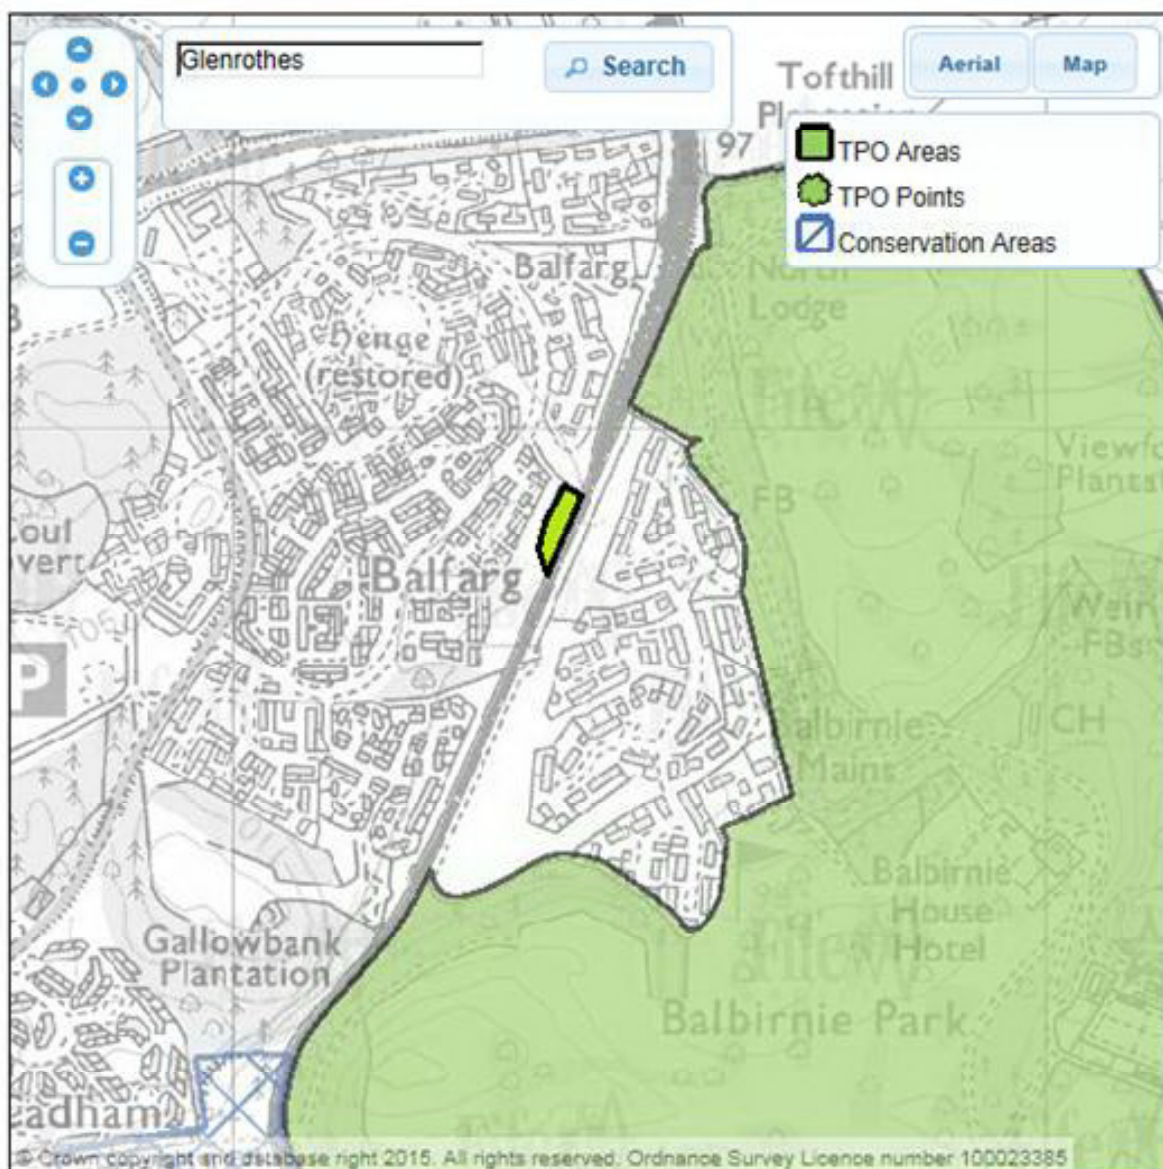 Glenrothes
Search
Aerial
Map
Tofthill
97
TPO Areas
TPO Points
Conservation Areas
Balfarg
North
Lodge
Henge
(restored)
FB
Balfarg
Weir
FBs
CH
Balbirnie
Mains
Balbirnie
House
Hotel
Gallowbank
Plantation
Balbirnie Park
P
© Crown copyright and database right 2015. All rights reserved. Ordnance Survey Licence number 100023385